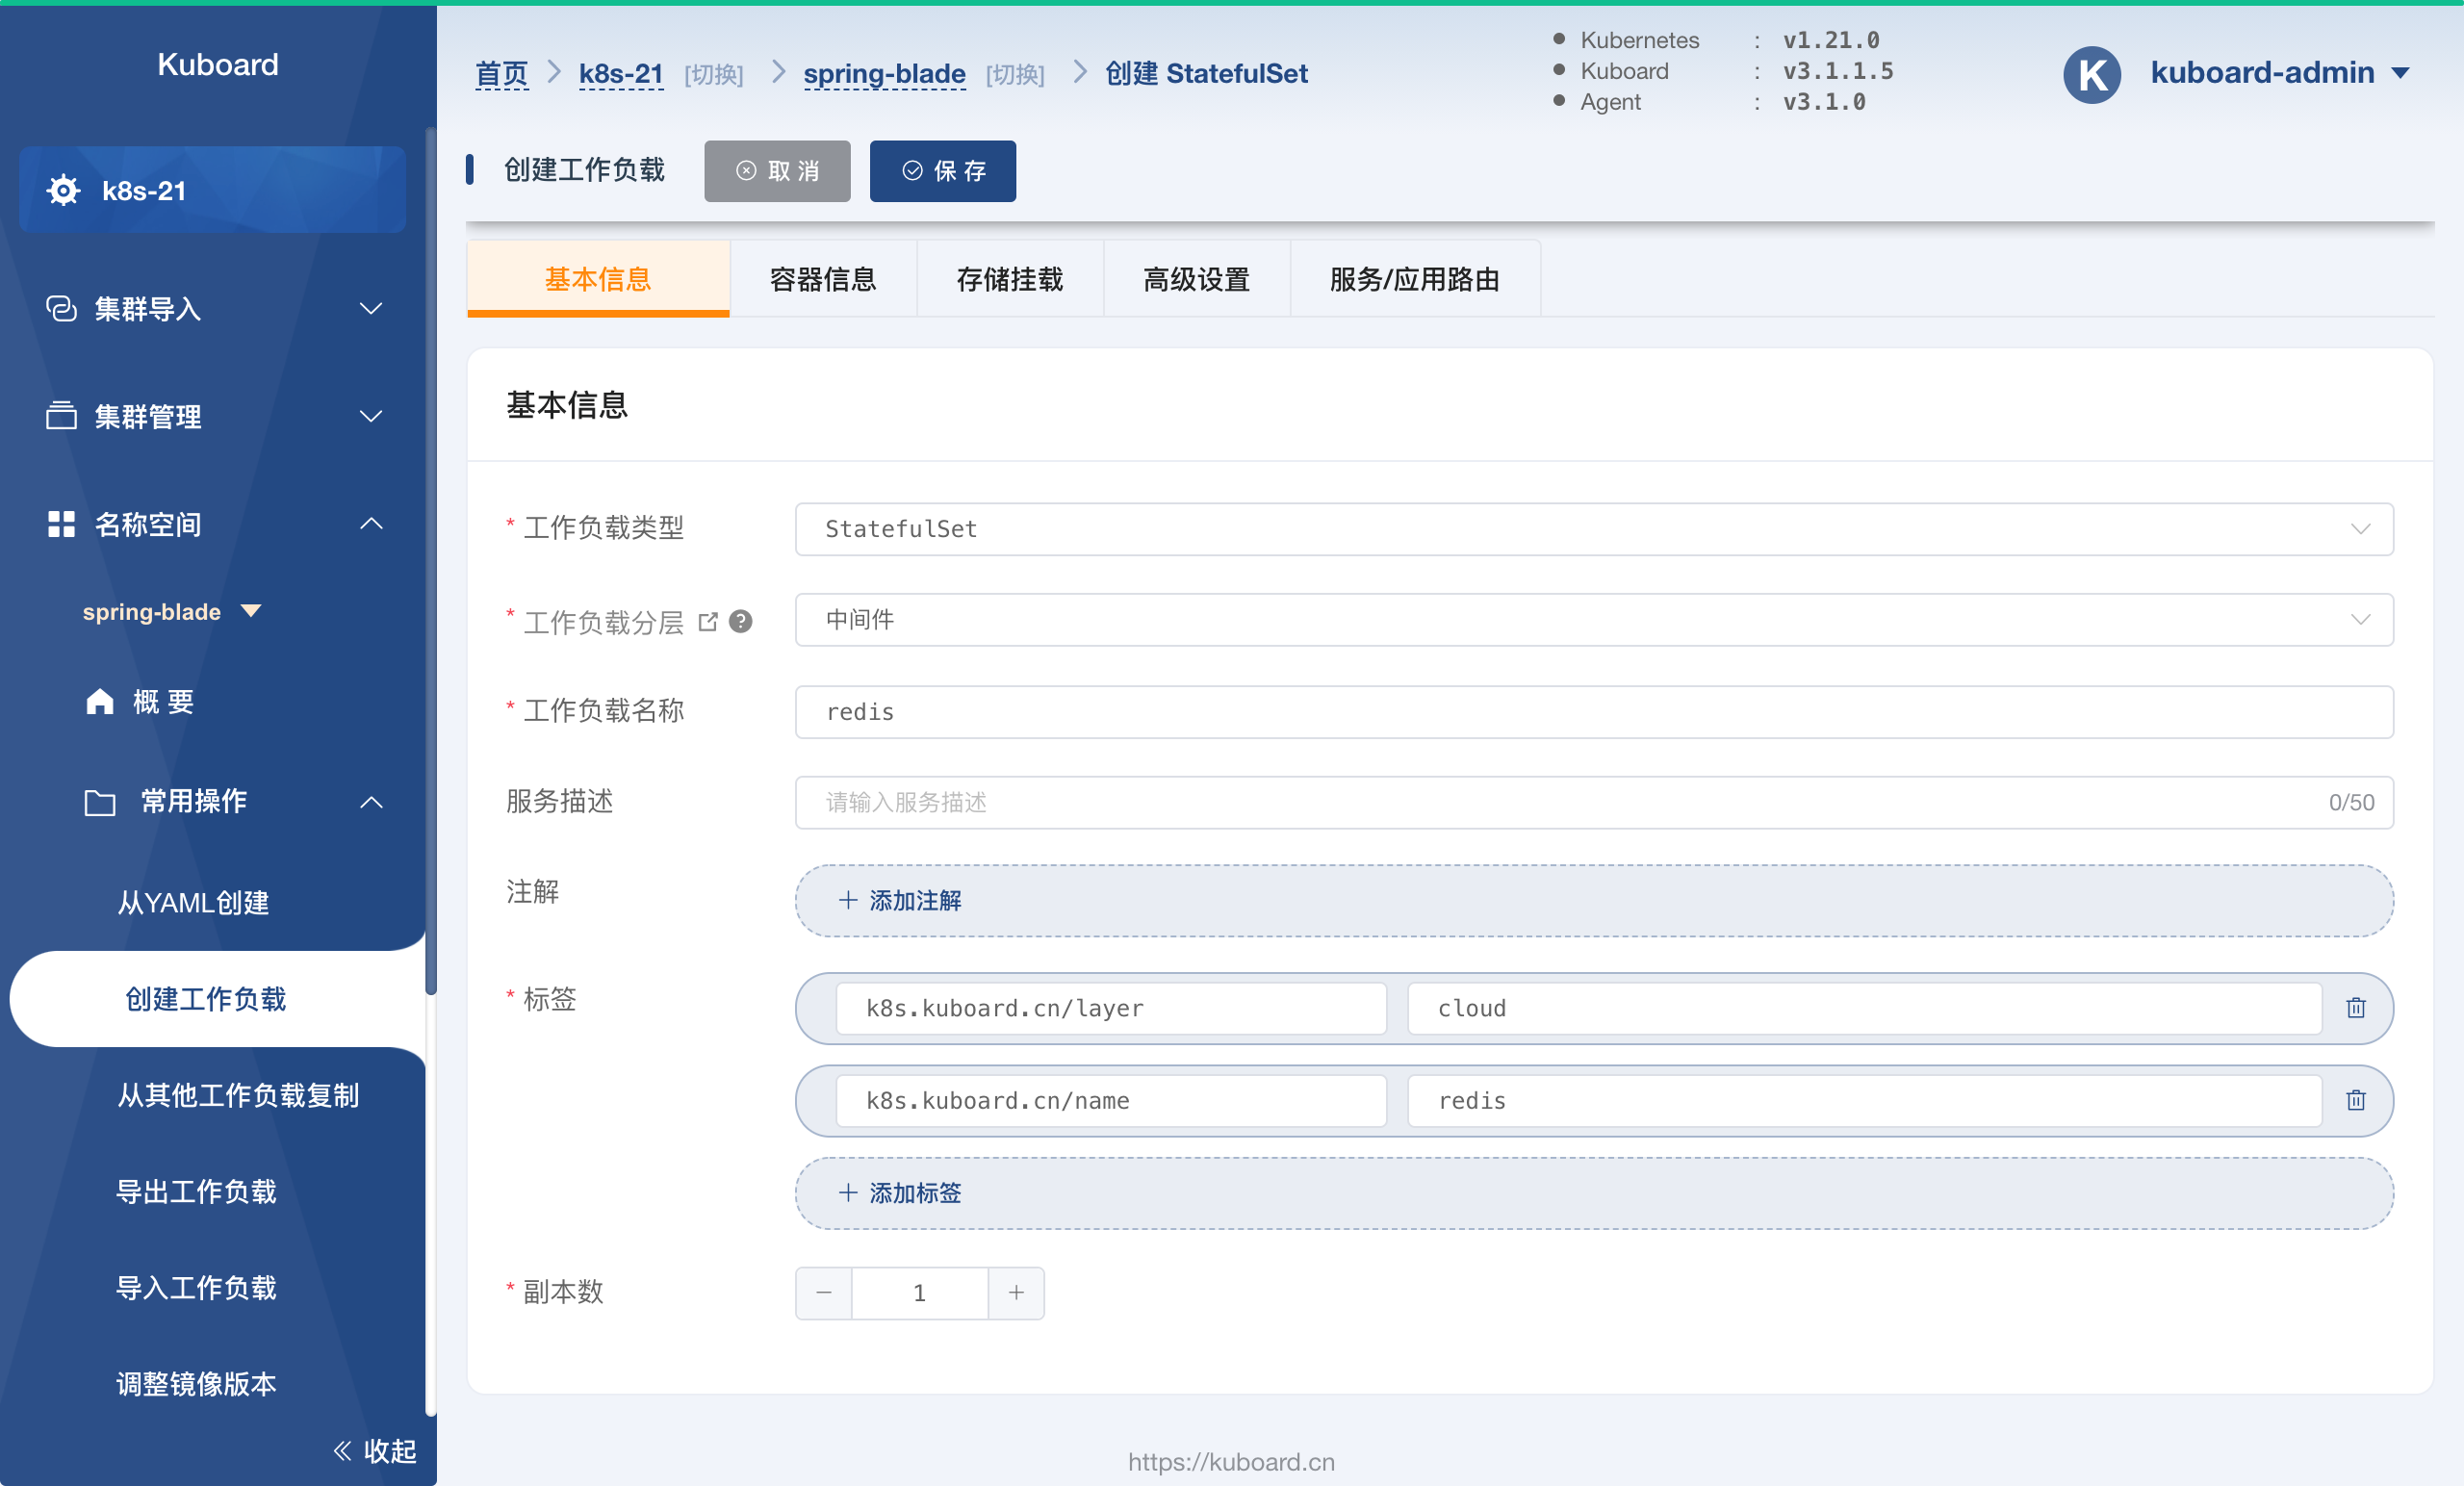 Kuboard
k8s-21
集群导入
集群管理
名称空间
spring-blade
概 要
常用操作
从YAML创建
创建工作负载
从其他工作负载复制
导出工作负载
导入工作负载
调整镜像版本
收起
首页 k8s-21 [切换] spring-blade [切换] 创建 StatefulSet
Kubernetes : v1.21.0
Kuboard : v3.1.1.5
Agent : v3.1.0
K kuboard-admin
创建工作负载 取 消 保 存
基本信息 容器信息 存储挂载 高级设置 服务/应用路由
基本信息
* 工作负载类型 StatefulSet
* 工作负载分层 ? 中间件
* 工作负载名称 redis
服务描述 请输入服务描述 0/50
注解 + 添加注解
* 标签 k8s.kuboard.cn/layer cloud
k8s.kuboard.cn/name redis
+ 添加标签
* 副本数 − 1 +
https://kuboard.cn